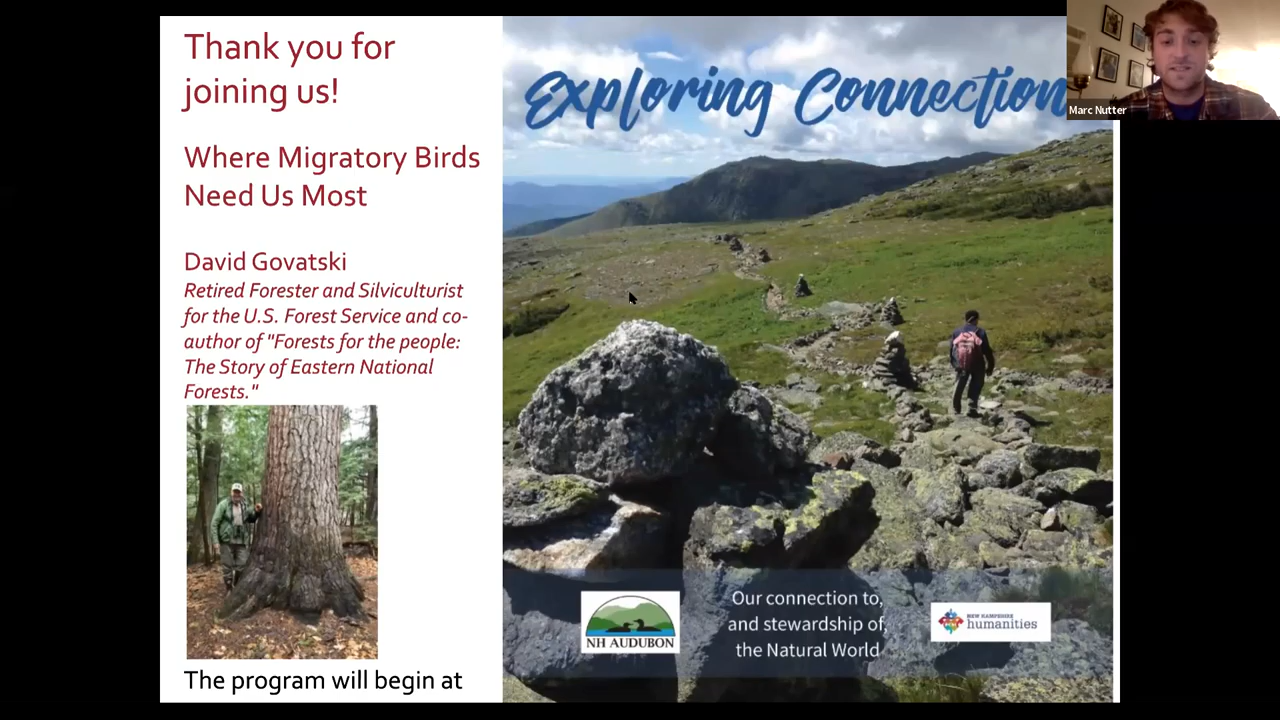 Thank you for
joining us!
Where Migratory Birds
Need Us Most
David Govatski
Retired Forester and Silviculturist
for the U.S. Forest Service and co-
author of "Forests for the people:
The Story of Eastern National
Forests."
The program will begin at
Exploring Connection
Marc Nutter
NH AUDUBON
Our connection to,
and stewardship of,
the Natural World
NEW HAMPSHIRE
humanities